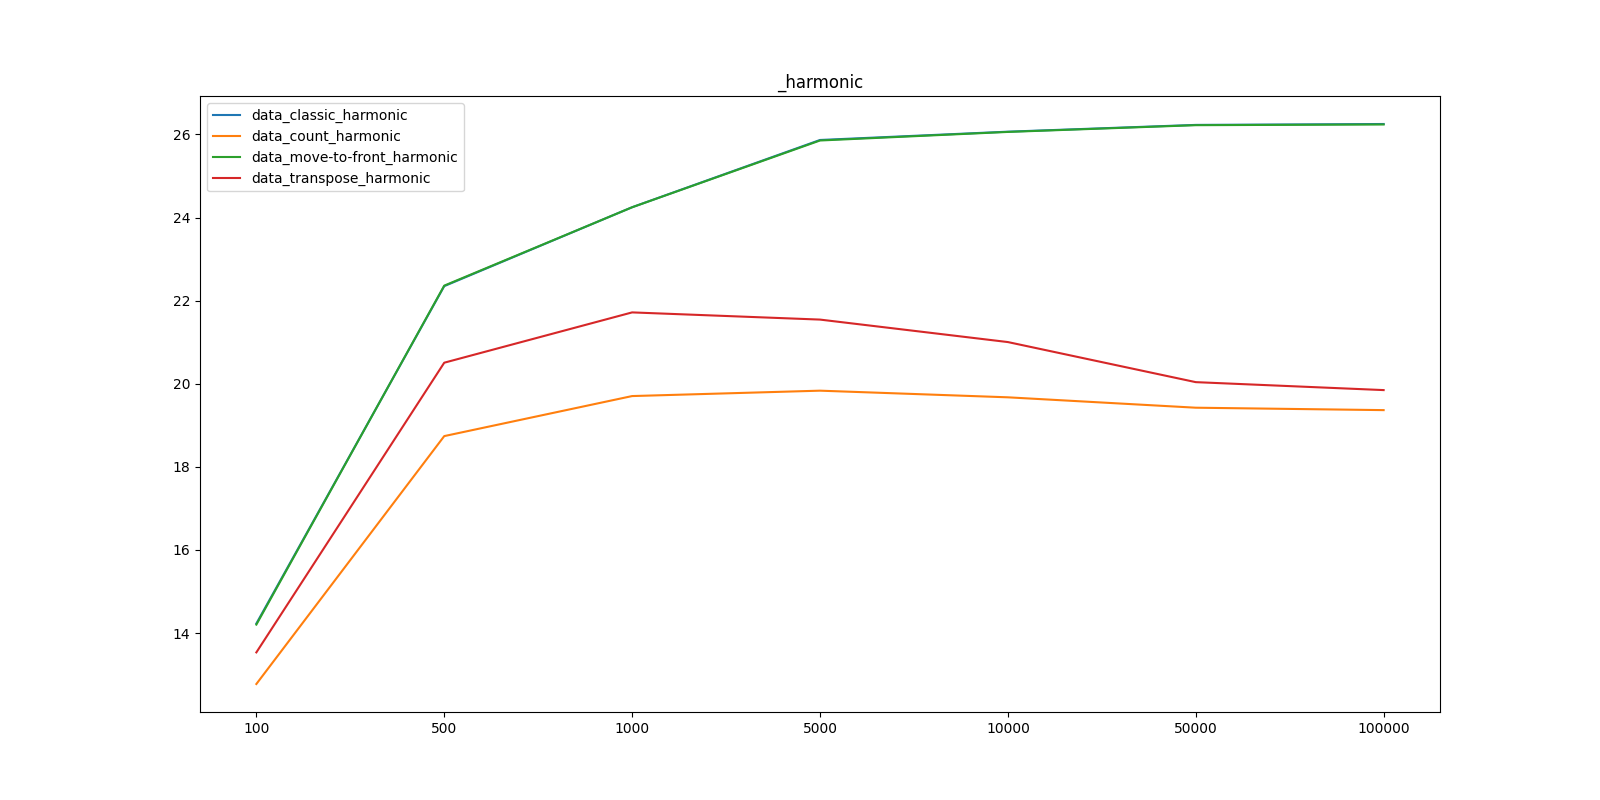 _harmonic
data_classic_harmonic
data_count_harmonic
data_move-to-front_harmonic
data_transpose_harmonic
26
24
22
20
18
16
14
100 500 1000 5000 10000 50000 100000